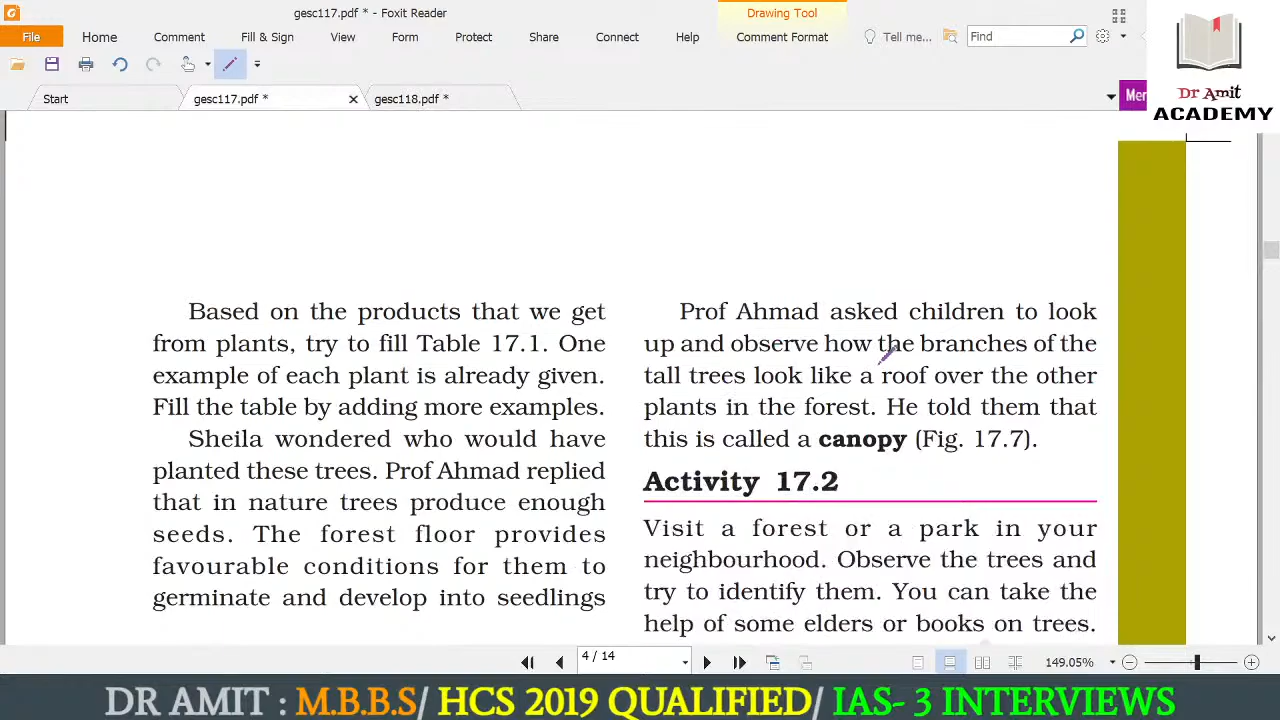 gesc117.pdf * - Foxit Reader
Drawing Tool
File Home Comment Fill & Sign View Form Protect Share Connect Help Comment Format Tell me... Find
Start gesc117.pdf * gesc118.pdf *
Dr Amit
ACADEMY
Based on the products that we get
from plants, try to fill Table 17.1. One
example of each plant is already given.
Fill the table by adding more examples.
Sheila wondered who would have
planted these trees. Prof Ahmad replied
that in nature trees produce enough
seeds. The forest floor provides
favourable conditions for them to
germinate and develop into seedlings
Prof Ahmad asked children to look
up and observe how the branches of the
tall trees look like a roof over the other
plants in the forest. He told them that
this is called a canopy (Fig. 17.7).
Activity 17.2
Visit a forest or a park in your
neighbourhood. Observe the trees and
try to identify them. You can take the
help of some elders or books on trees.
4 / 14
149.05%
DR AMIT : M.B.B.S/ HCS 2019 QUALIFIED/ IAS- 3 INTERVIEWS